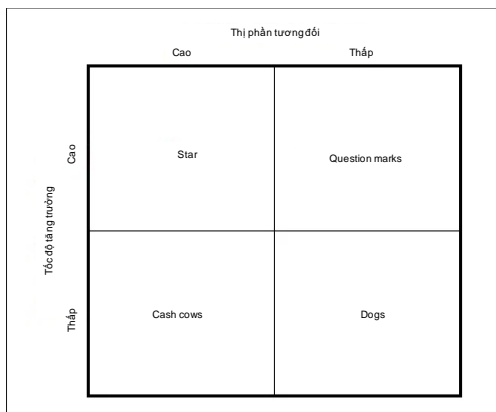 Thị phần tương đối
Cao Thấp
Cao
Star
Question marks
Tốc độ tăng trưởng
Thấp
Cash cows
Dogs